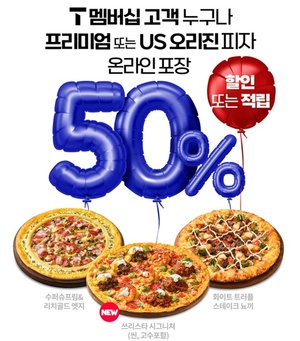 T 멤버십 고객 누구나
프리미엄 또는 US 오리진 피자
온라인 포장
할인
또는 적립
50%
수퍼슈프림&
리치골드 엣지
NEW
쓰리스타 시그니처
(씬, 고수포함)
화이트 트러플
스테이크 뇨끼